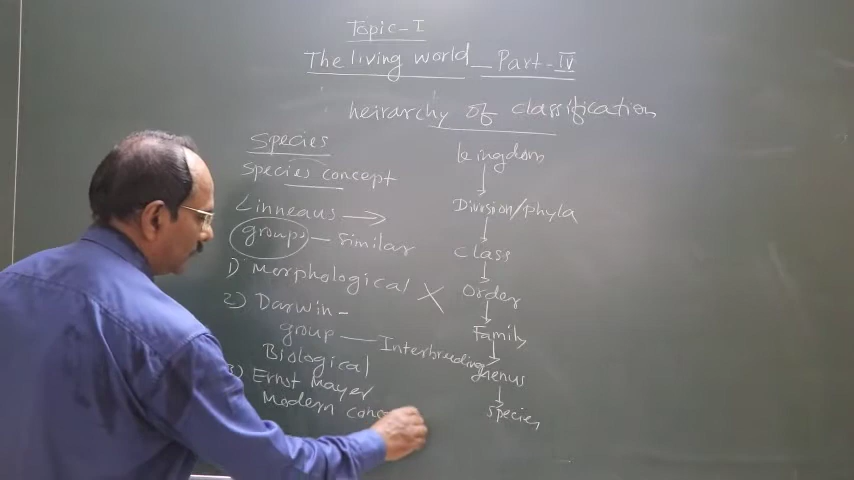 Topic-I
The living world - Part-IV
heirarchy of classification
Species
Species concept
Linneaus →
groups — Similar
1) Morphological X
2) Darwin -
group — Interbreeding
Biological
3) Ernst Mayer
Modern conc
kingdom
↓
Division/phyla
↓
Class
↓
Order
↓
Family
↓
genus
↓
Species